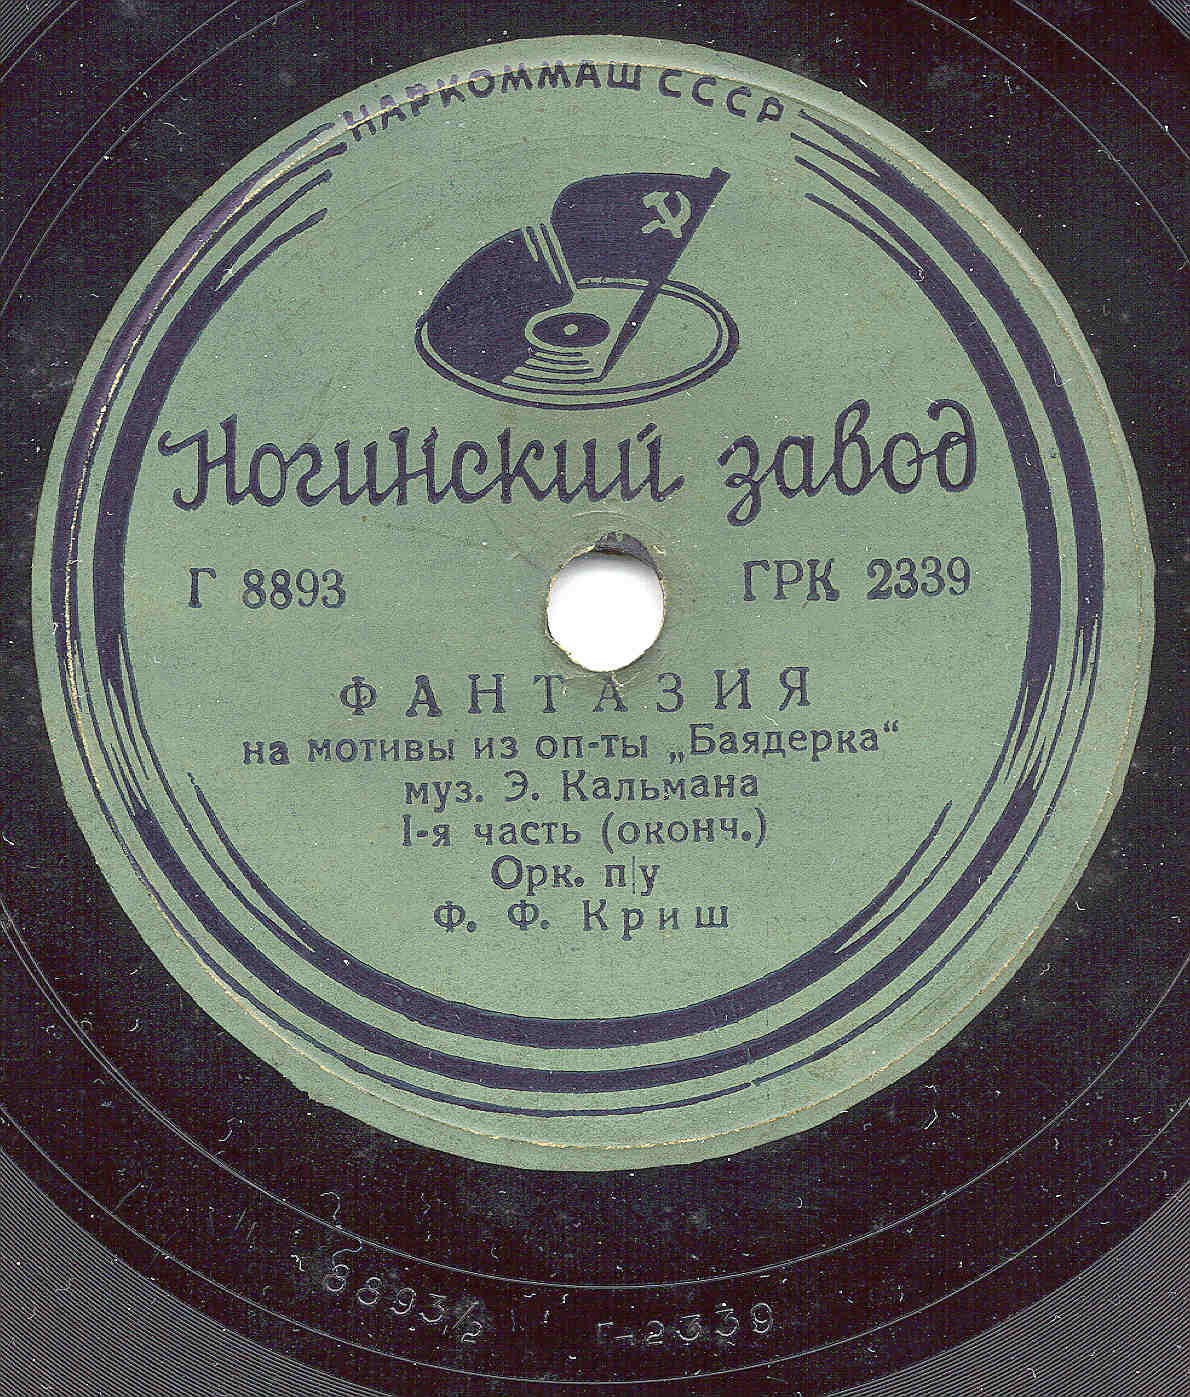 НАРКОММАШ СССР
Ногинский завод
Г 8893
ГРК 2339
ФАНТАЗИЯ
на мотивы из оп-ты „Баядерка“
муз. Э. Кальмана
I-я часть (оконч.)
Орк. п/у
Ф. Ф. Криш
8893/2 Г-2339